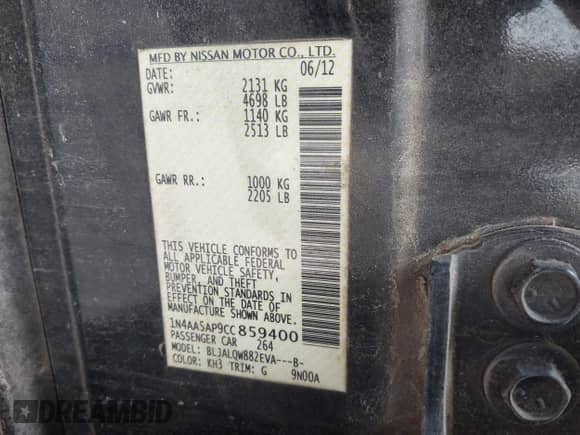 MFD BY NISSAN MOTOR CO., LTD.
DATE: 06/12
GVWR: 2131 KG
4698 LB
GAWR FR.: 1140 KG
2513 LB
GAWR RR.: 1000 KG
2205 LB
THIS VEHICLE CONFORMS TO
ALL APPLICABLE FEDERAL
MOTOR VEHICLE SAFETY,
BUMPER, AND THEFT
PREVENTION STANDARDS IN
EFFECT ON THE DATE OF
MANUFACTURE SHOWN ABOVE.
1N4AA5AP9CC859400
PASSENGER CAR 264
MODEL: BLJALQW882EVA---B-
COLOR: KH3 TRIM: G 9N00A
DREAMBID